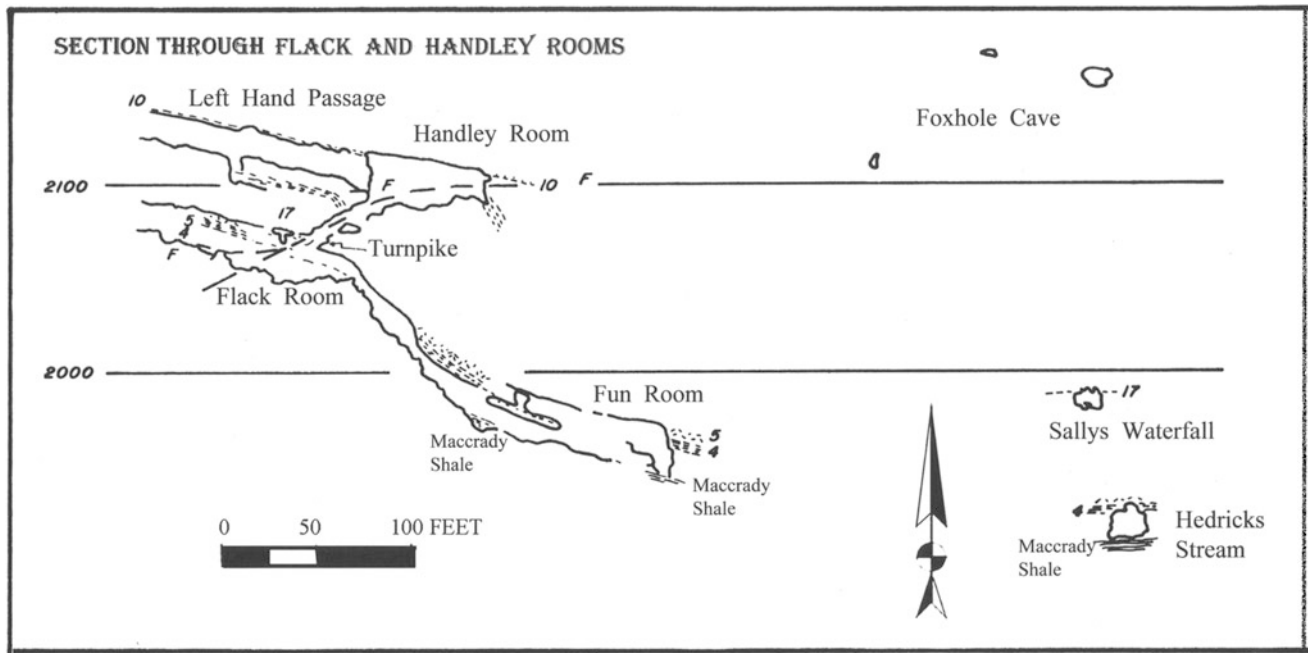 SECTION THROUGH FLACK AND HANDLEY ROOMS
10
Left Hand Passage
Handley Room
Foxhole Cave
2100
F
10
F
5
4
17
Turnpike
F
Flack Room
2000
Fun Room
17
Sallys Waterfall
Maccrady
Shale
5
4
Maccrady
Shale
4
Hedricks
Stream
Maccrady
Shale
0 50 100 FEET